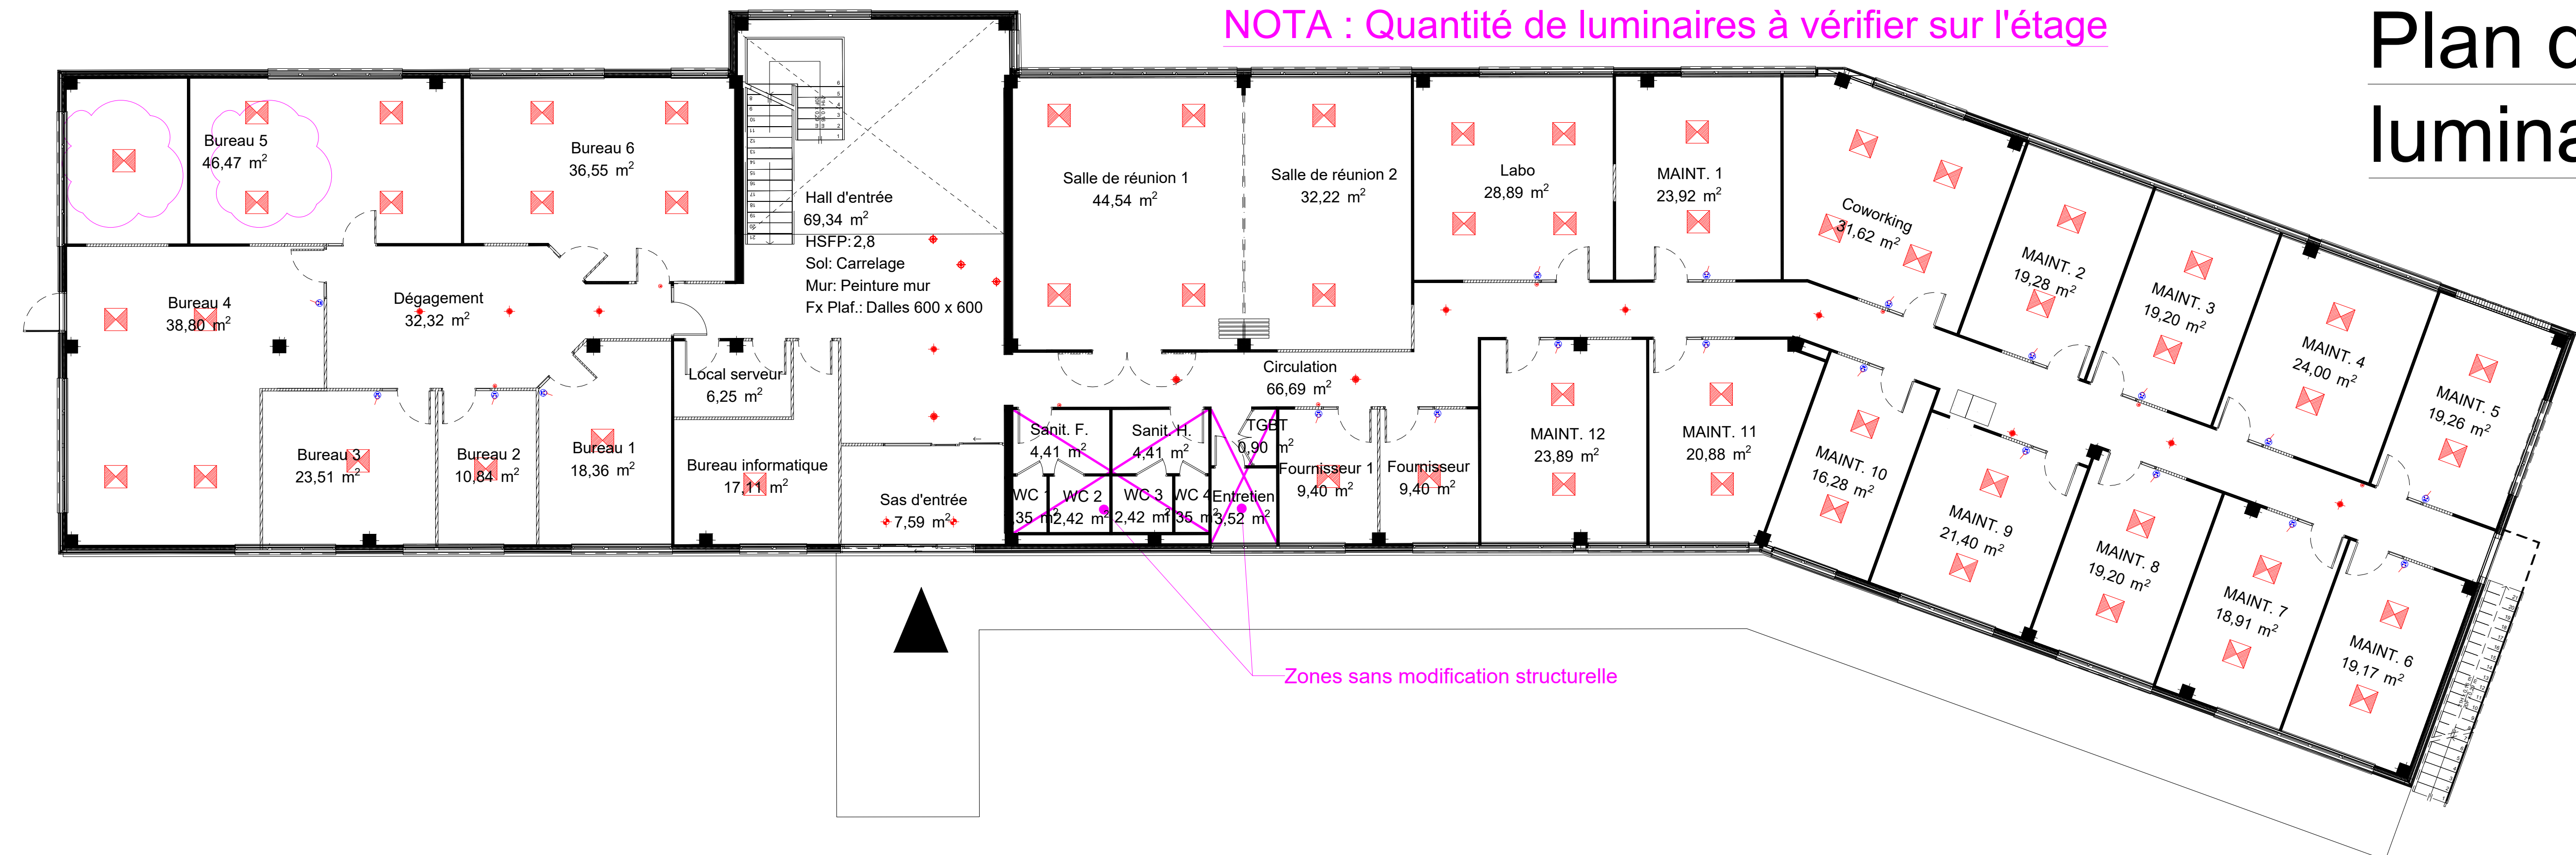 NOTA : Quantité de luminaires à vérifier sur l'étage
Plan d
lumina
Bureau 5
46,47 m²
Bureau 6
36,55 m²
Hall d'entrée
69,34 m²
HSFP: 2,8
Sol: Carrelage
Mur: Peinture mur
Fx Plaf.: Dalles 600 x 600
Salle de réunion 1
44,54 m²
Salle de réunion 2
32,22 m²
Labo
28,89 m²
MAINT. 1
23,92 m²
Coworking
31,62 m²
MAINT. 2
19,28 m²
MAINT. 3
19,20 m²
MAINT. 4
24,00 m²
MAINT. 5
19,26 m²
Bureau 4
38,80 m²
Dégagement
32,32 m²
Local serveur
6,25 m²
Circulation
66,69 m²
Bureau 3
23,51 m²
Bureau 2
10,84 m²
Bureau 1
18,36 m²
Bureau informatique
17,11 m²
Sas d'entrée
7,59 m²
Sanit. F.
4,41 m²
Sanit. H.
4,41 m²
TGBT
0,90 m²
WC 1
,35 m²
WC 2
2,42 m²
WC 3
2,42 m²
WC 4
35 m²
Entretien
3,52 m²
Fournisseur 1
9,40 m²
Fournisseur
9,40 m²
MAINT. 12
23,89 m²
MAINT. 11
20,88 m²
MAINT. 10
16,28 m²
MAINT. 9
21,40 m²
MAINT. 8
19,20 m²
MAINT. 7
18,91 m²
MAINT. 6
19,17 m²
Zones sans modification structurelle